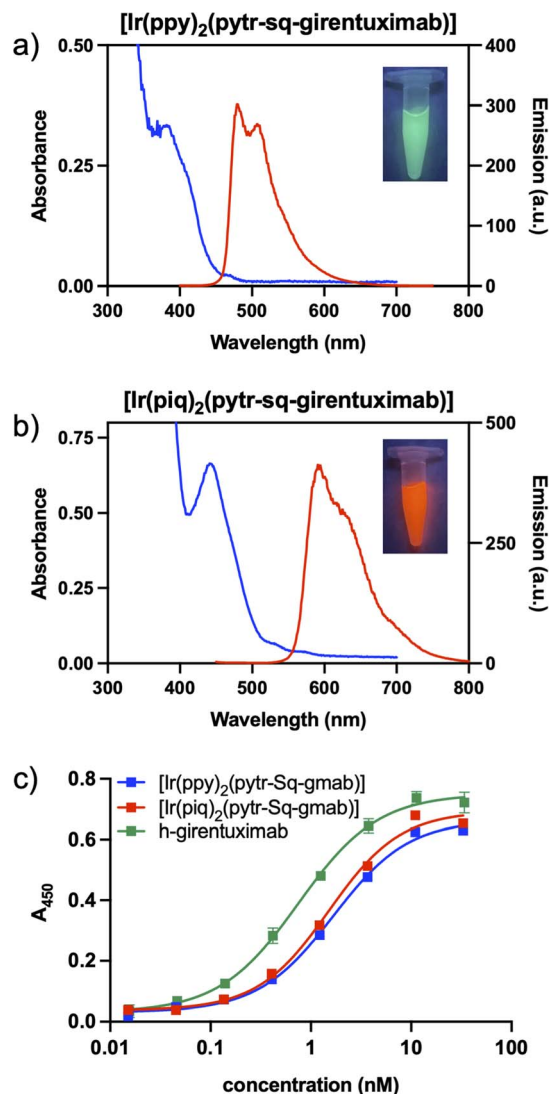 [Ir(ppy)2(pytr-sq-girentuximab)]
a)
0.50
0.25
0.00
Absorbance
400
300
200
100
0
Emission (a.u.)
300 400 500 600 700 800
Wavelength (nm)
[Ir(piq)2(pytr-sq-girentuximab)]
b)
0.75
0.50
0.25
0.00
Absorbance
500
250
0
Emission (a.u.)
300 400 500 600 700 800
Wavelength (nm)
c)
0.8
0.6
0.4
0.2
0.0
A450
[Ir(ppy)2(pytr-Sq-gmab)]
[Ir(piq)2(pytr-Sq-gmab)]
h-girentuximab
0.01 0.1 1 10 100
concentration (nM)